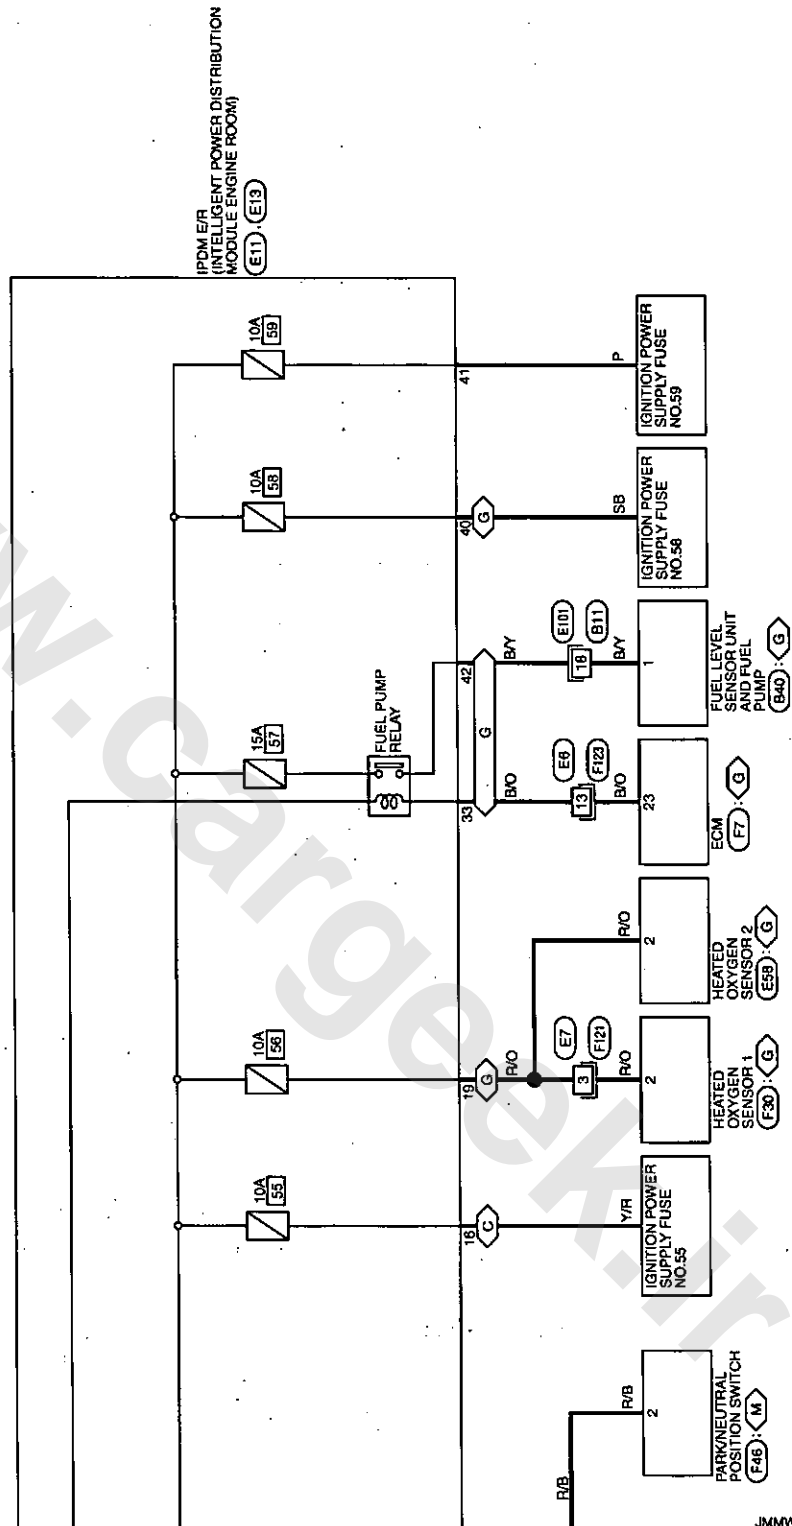 IPDM E/R
(INTELLIGENT POWER DISTRIBUTION
MODULE ENGINE ROOM)
E11 , E13
10A
59
41
P
IGNITION POWER
SUPPLY FUSE
NO.59
10A
58
40
G
SB
IGNITION POWER
SUPPLY FUSE
NO.58
15A
57
FUEL PUMP
RELAY
42
G
B/Y
E101
18
B11
B/Y
1
FUEL LEVEL
SENSOR UNIT
AND FUEL
PUMP
B40 : G
33
B/O
E6
13
F123
B/O
23
ECM
F7 : G
10A
56
19
G
R/O
R/O
2
HEATED
OXYGEN
SENSOR 2
E58 : G
E7
3
F121
R/O
2
HEATED
OXYGEN
SENSOR 1
F30 : G
10A
55
16
C
Y/R
IGNITION POWER
SUPPLY FUSE
NO.55
R/B
R/B
2
PARK/NEUTRAL
POSITION SWITCH
F46 : M
JMMW
w.cargeek.ir